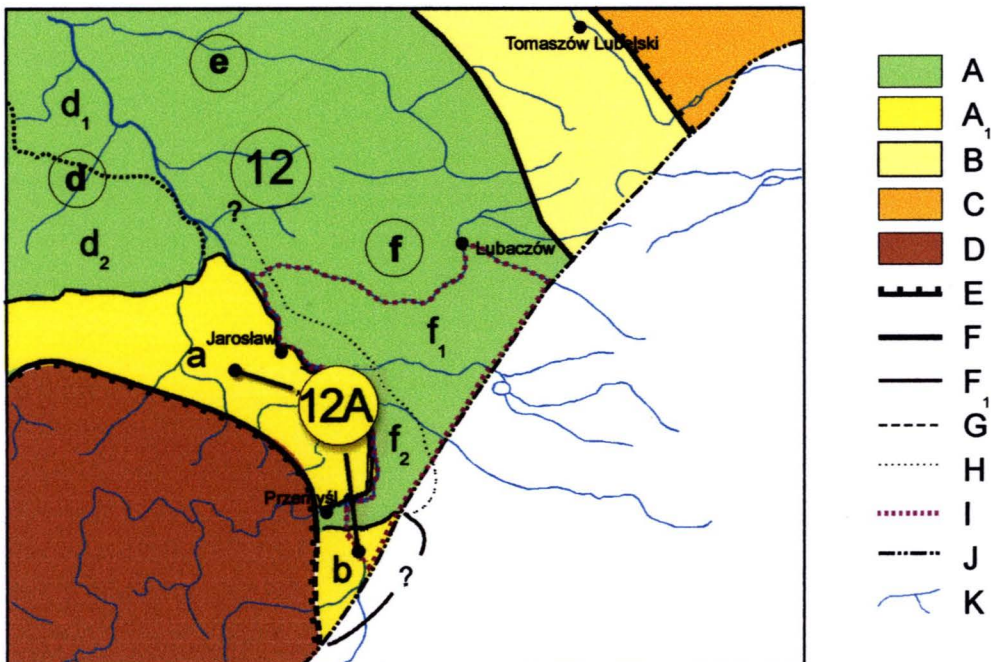 Tomaszów Lubelski
e
d₁
12
d
?
d₂
f
Lubaczów
Jarosław
f₁
a
12A
f₂
Przemyśl
b
?
A
A₁
B
C
D
E
F
F₁
G
H
I
J
K